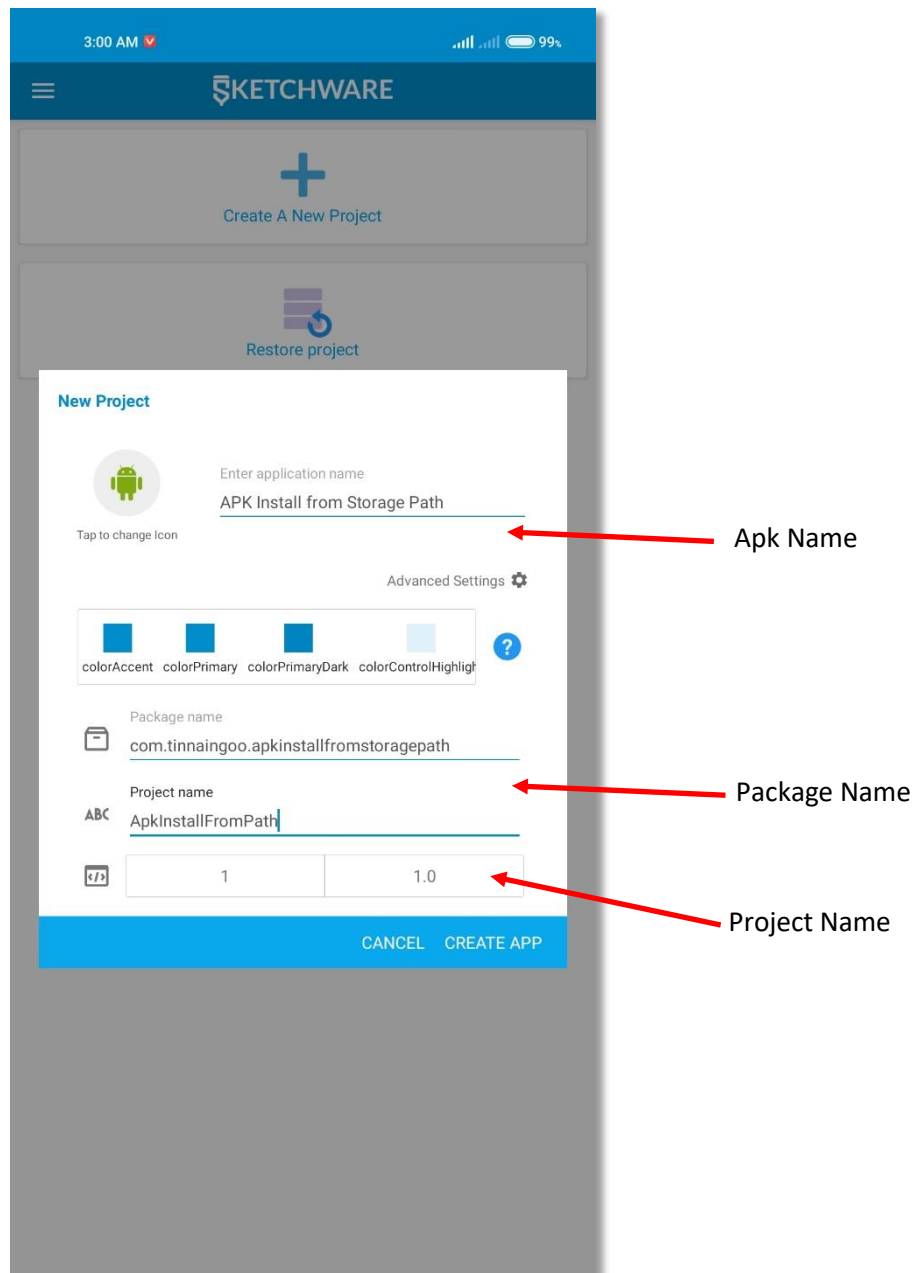 3:00 AM 99%
SKETCHWARE
Create A New Project
Restore project
New Project
Enter application name
APK Install from Storage Path
Tap to change Icon
Apk Name
Advanced Settings
?
colorAccent colorPrimary colorPrimaryDark colorControlHighligh
Package name
com.tinnaingoo.apkinstallfromstoragepath
Package Name
Project name
ABC
ApkInstallFromPath
</> 1 1.0
Project Name
CANCEL CREATE APP